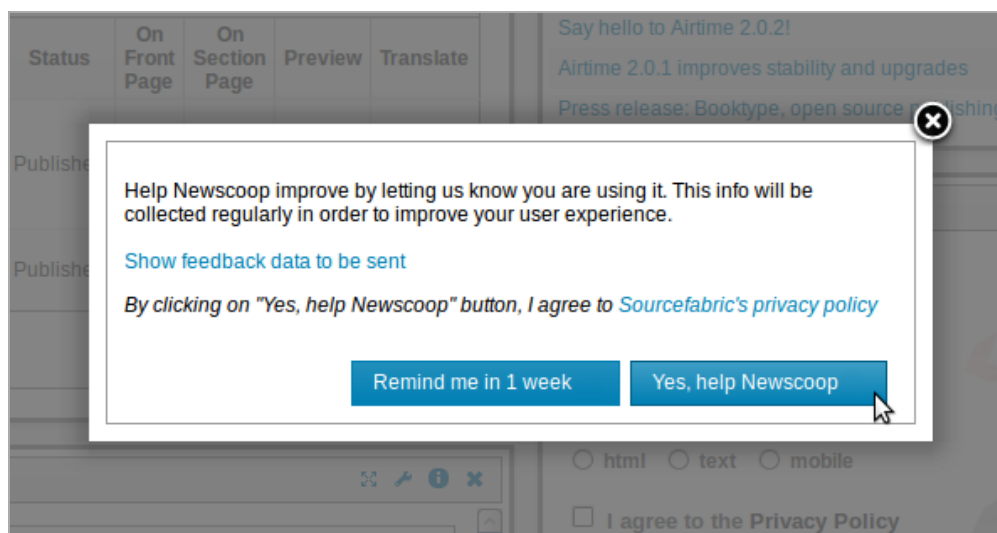 Say hello to Airtime 2.0.2!
Status
On Front Page
On Section Page
Preview
Translate
Airtime 2.0.1 improves stability and upgrades
Press release: Booktype, open source
Help Newscoop improve by letting us know you are using it. This info will be
collected regularly in order to improve your user experience.
Show feedback data to be sent
By clicking on "Yes, help Newscoop" button, I agree to Sourcefabric's privacy policy
Remind me in 1 week
Yes, help Newscoop
html
text
mobile
I agree to the Privacy Policy